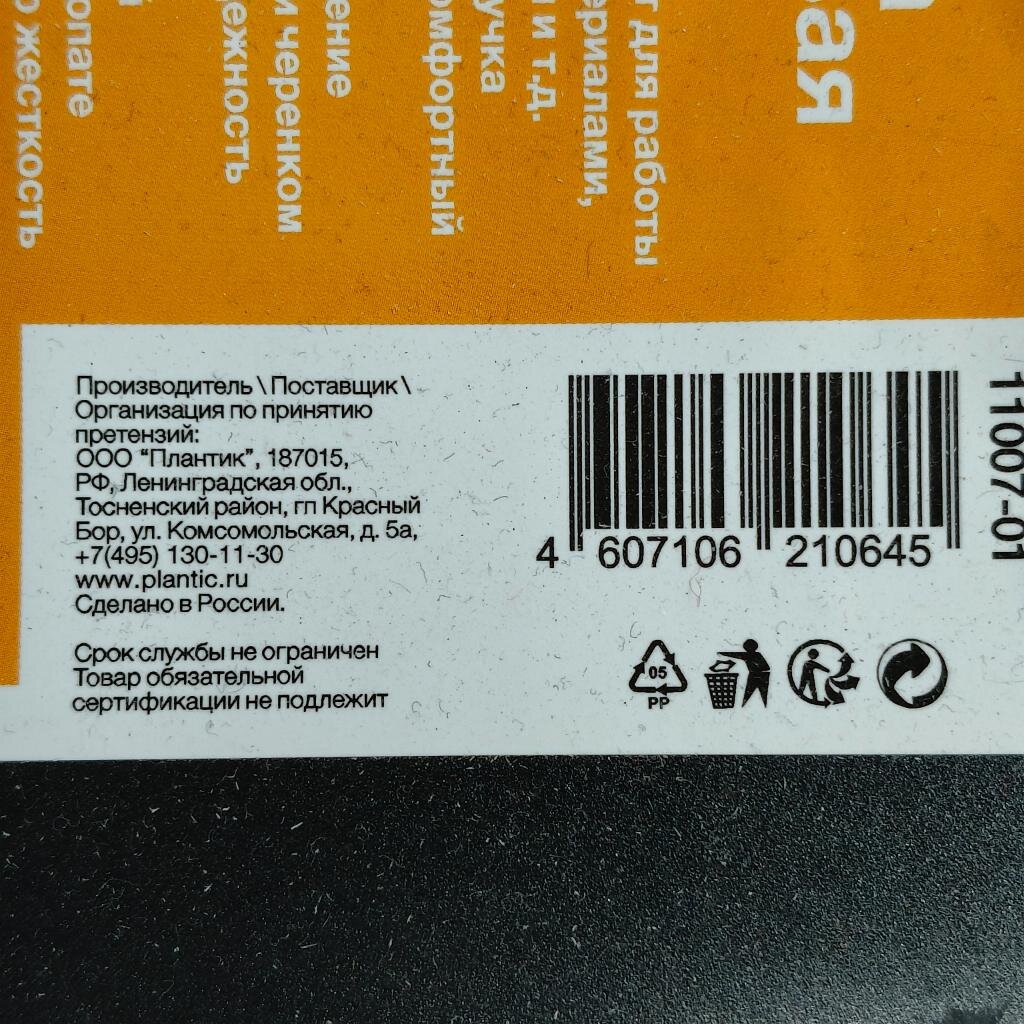 ая
т для работы
ериалами,
и и т.д.
учка
омфортный
ение
и черенком
дежность
опате
ю жесткость
Производитель \ Поставщик \
Организация по принятию
претензий:
ООО “Плантик”, 187015,
РФ, Ленинградская обл.,
Тосненский район, гп Красный
Бор, ул. Комсомольская, д. 5а,
+7(495) 130-11-30
www.plantic.ru
Сделано в России.
Срок службы не ограничен
Товар обязательной
сертификации не подлежит
4 607106 210645
11007-01
05
PP